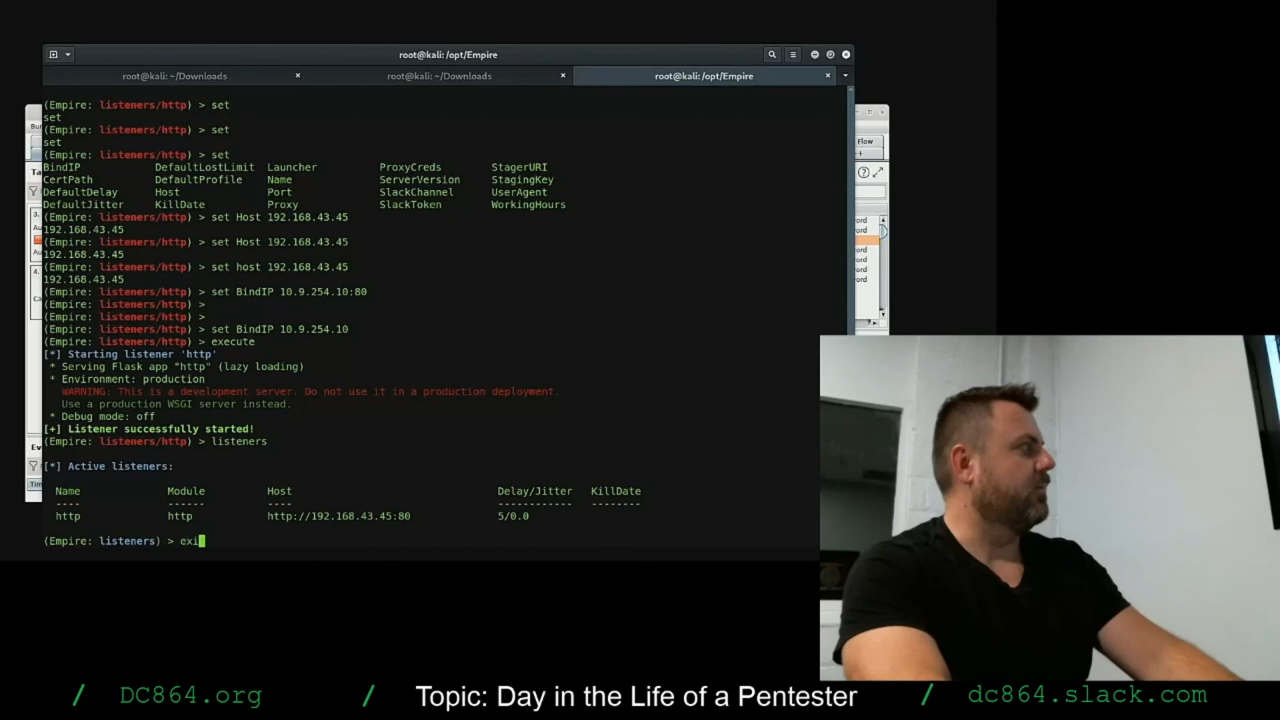 root@kali: /opt/Empire
root@kali: ~/Downloads
root@kali: ~/Downloads
root@kali: /opt/Empire
(Empire: listeners/http) > set
set
(Empire: listeners/http) > set
set
(Empire: listeners/http) > set
BindIP DefaultLostLimit Launcher ProxyCreds StagerURI
CertPath DefaultProfile Name ServerVersion StagingKey
DefaultDelay Host Port SlackChannel UserAgent
DefaultJitter KillDate Proxy SlackToken WorkingHours
(Empire: listeners/http) > set Host 192.168.43.45
192.168.43.45
(Empire: listeners/http) > set Host 192.168.43.45
192.168.43.45
(Empire: listeners/http) > set host 192.168.43.45
192.168.43.45
(Empire: listeners/http) > set BindIP 10.9.254.10:80
(Empire: listeners/http) >
(Empire: listeners/http) >
(Empire: listeners/http) > set BindIP 10.9.254.10
(Empire: listeners/http) > execute
[*] Starting listener 'http'
* Serving Flask app "http" (lazy loading)
* Environment: production
WARNING: This is a development server. Do not use it in a production deployment.
Use a production WSGI server instead.
* Debug mode: off
[+] Listener successfully started!
(Empire: listeners/http) > listeners
[*] Active listeners:
Name Module Host Delay/Jitter KillDate
---- ------ ---- ------------ --------
http http http://192.168.43.45:80 5/0.0
(Empire: listeners) > exi
Flow
/ DC864.org / Topic: Day in the Life of a Pentester / dc864.slack.com